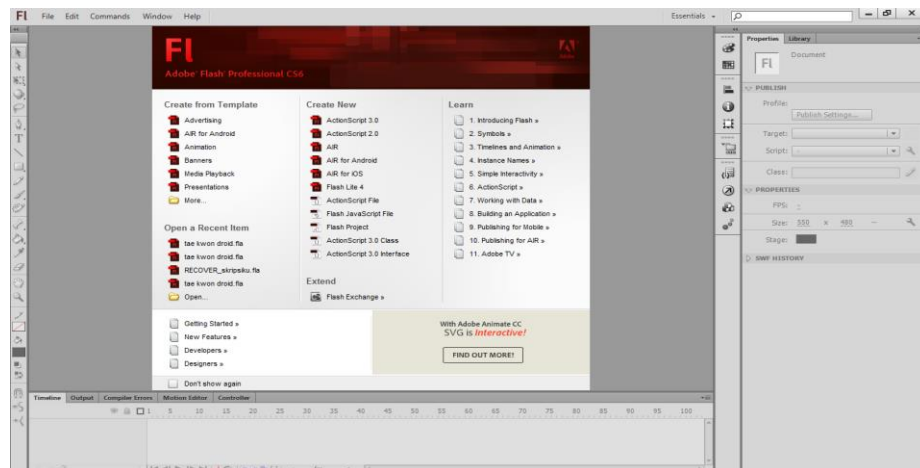 Fl File Edit Commands Window Help Essentials
Properties Library
Fl Document
PUBLISH
Profile:
Publish Settings...
Target:
Script: -
Class:
PROPERTIES
FPS: -
Size: 550 x 400 -
Stage:
SWF HISTORY
Fl
Adobe
Adobe® Flash® Professional CS6
Create from Template
Advertising
AIR for Android
Animation
Banners
Media Playback
Presentations
More...
Open a Recent Item
tae kwon droid.fla
tae kwon droid.fla
RECOVER_skripsiku.fla
tae kwon droid.fla
Open...
Create New
ActionScript 3.0
ActionScript 2.0
AIR
AIR for Android
AIR for iOS
Flash Lite 4
ActionScript File
Flash JavaScript File
Flash Project
ActionScript 3.0 Class
ActionScript 3.0 Interface
Extend
Flash Exchange »
Learn
1. Introducing Flash »
2. Symbols »
3. Timelines and Animation »
4. Instance Names »
5. Simple Interactivity »
6. ActionScript »
7. Working with Data »
8. Building an Application »
9. Publishing for Mobile »
10. Publishing for AIR »
11. Adobe TV »
Getting Started »
New Features »
Developers »
Designers »
With Adobe Animate CC
SVG is Interactive!
FIND OUT MORE!
Don't show again
Timeline Output Compiler Errors Motion Editor Controller
1 5 10 15 20 25 30 35 40 45 50 55 60 65 70 75 80 85 90 95 100